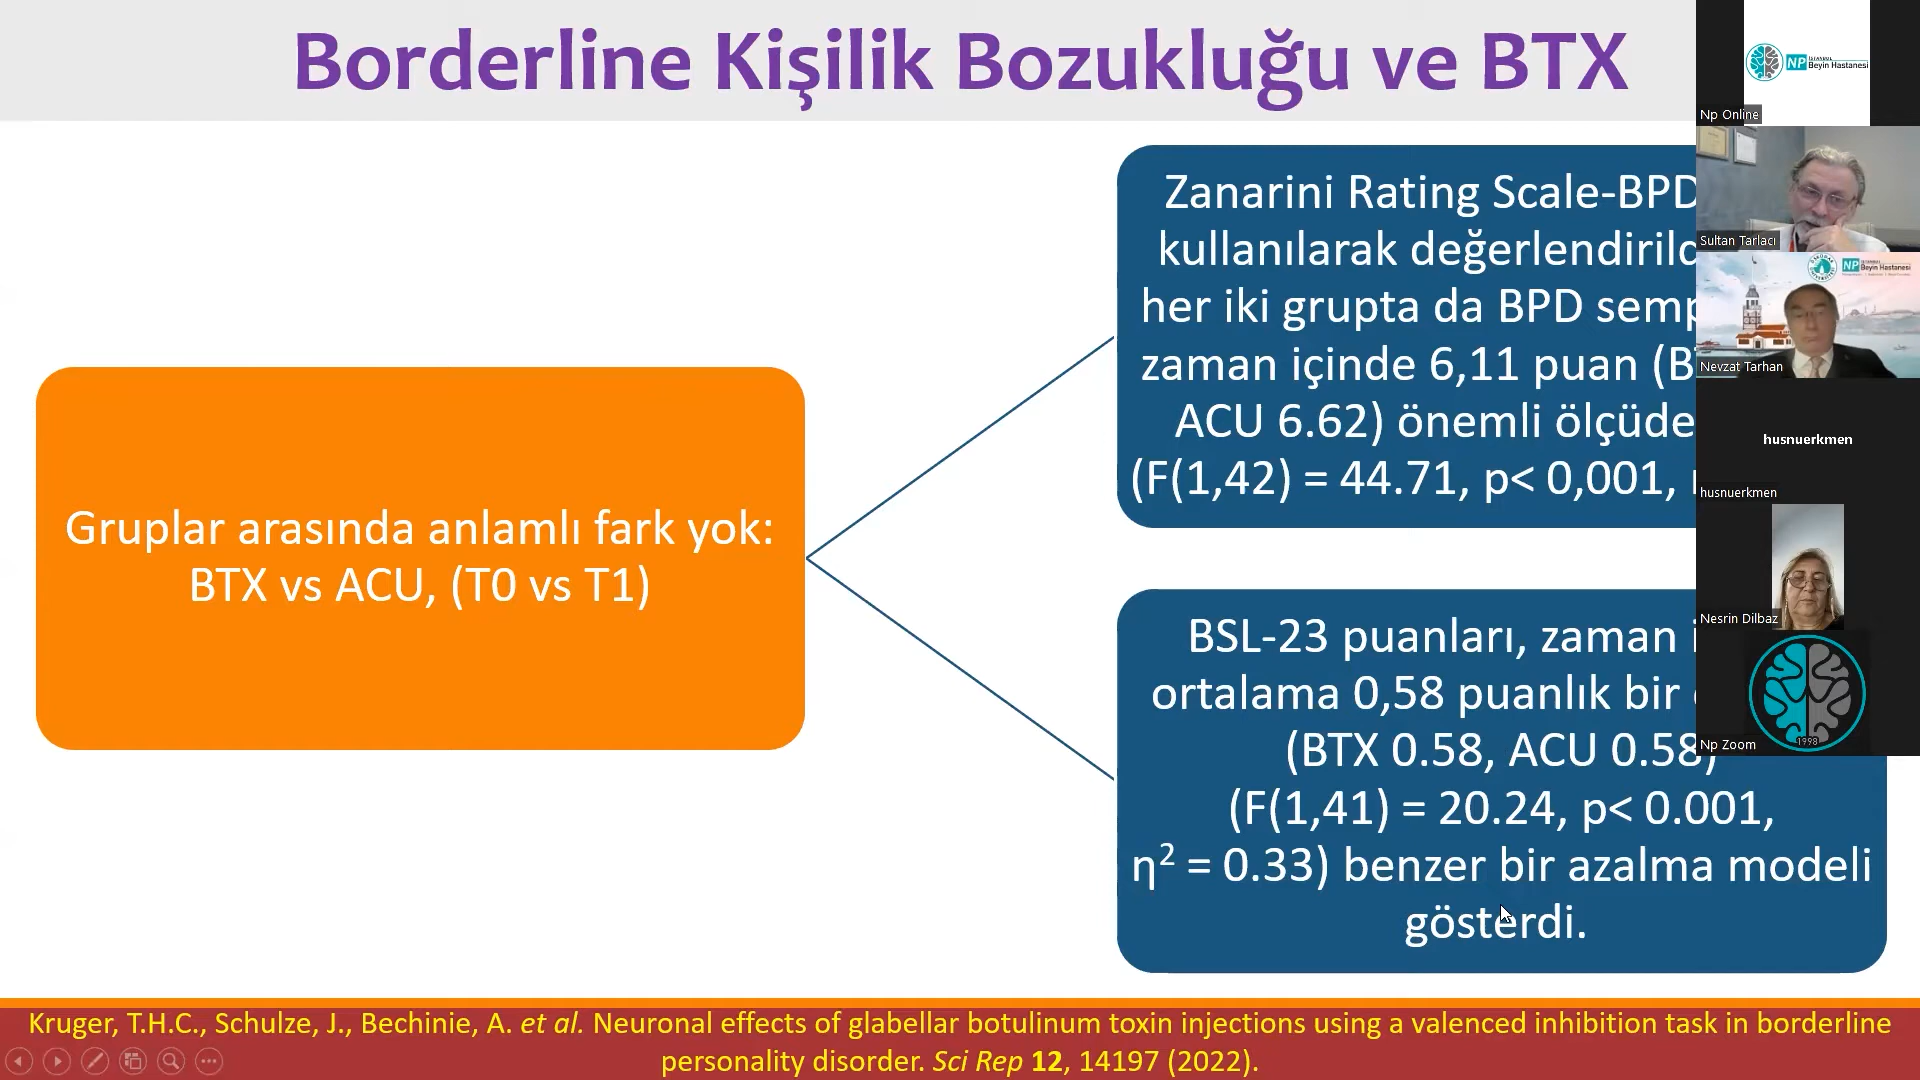 Borderline Kişilik Bozukluğu ve BTX
Gruplar arasında anlamlı fark yok:
BTX vs ACU, (T0 vs T1)
Zanarini Rating Scale-BPD
kullanılarak değerlendirild
her iki grupta da BPD semp
zaman içinde 6,11 puan (B
ACU 6.62) önemli ölçüde
(F(1,42) = 44.71, p< 0,001,
BSL-23 puanları, zaman i
ortalama 0,58 puanlık bir
(BTX 0.58, ACU 0.58)
(F(1,41) = 20.24, p< 0.001,
η² = 0.33) benzer bir azalma modeli
gösterdi.
Kruger, T.H.C., Schulze, J., Bechinie, A. et al. Neuronal effects of glabellar botulinum toxin injections using a valenced inhibition task in borderline
personality disorder. Sci Rep 12, 14197 (2022).
NP İSTANBUL
Beyin Hastanesi
Np Online
Sultan Tarlacı
NP
Beyin Hastanesi
Nevzat Tarhan
husnuerkmen
husnuerkmen
Nesrin Dilbaz
1998
Np Zoom